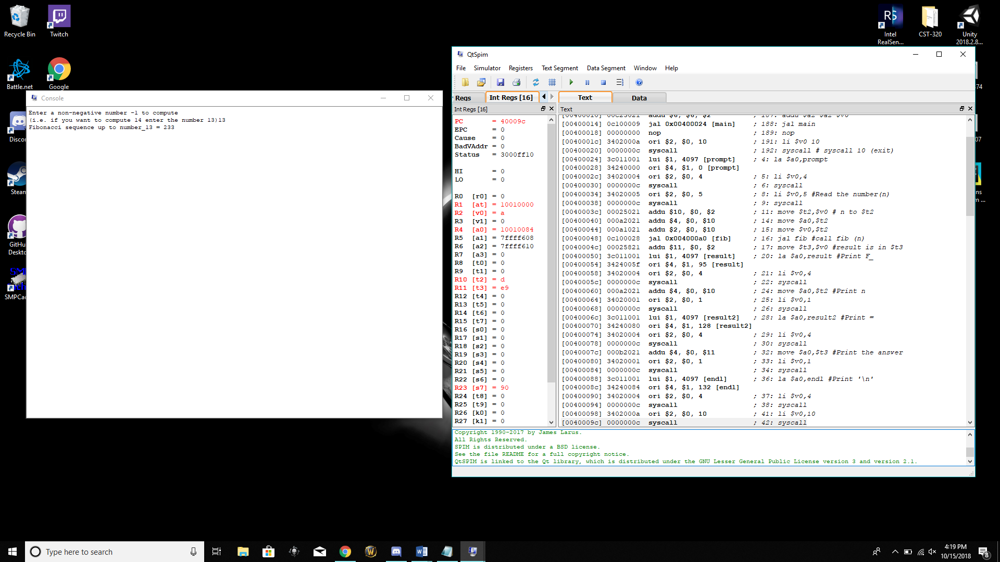 Recycle Bin
Twitch
Battle.net
Google
Discor
Steam
GitHu
Deskto
SMPCac
Intel
RealSen...
CST-320
Unity
2018.2.8...
Console
Enter a non-negative number -1 to compute
(i.e. if you want to compute 14 enter the number 13)13
Fibonacci sequence up to number_13 = 233
QtSpim
File Simulator Registers Text Segment Data Segment Window Help
Regs Int Regs [16] Text Data
Int Regs [16]
PC = 40009c
EPC = 0
Cause = 0
BadVAddr = 0
Status = 3000ff10
HI = 0
LO = 0
R0 [r0] = 0
R1 [at] = 10010000
R2 [v0] = a
R3 [v1] = 0
R4 [a0] = 10010084
R5 [a1] = 7ffff608
R6 [a2] = 7ffff610
R7 [a3] = 0
R8 [t0] = 0
R9 [t1] = 0
R10 [t2] = d
R11 [t3] = e9
R12 [t4] = 0
R13 [t5] = 0
R14 [t6] = 0
R15 [t7] = 0
R16 [s0] = 0
R17 [s1] = 0
R18 [s2] = 0
R19 [s3] = 0
R20 [s4] = 0
R21 [s5] = 0
R22 [s6] = 0
R23 [s7] = 90
R24 [t8] = 0
R25 [t9] = 0
R26 [k0] = 0
R27 [k1] = 0
Text
[00400010] 00c23021 addu $6, $6, $2 ; 187: addu $a2 $a2 $v0
[00400014] 0c100009 jal 0x00400024 [main] ; 188: jal main
[00400018] 00000000 nop ; 189: nop
[0040001c] 3402000a ori $2, $0, 10 ; 191: li $v0 10
[00400020] 0000000c syscall ; 192: syscall # syscall 10 (exit)
[00400024] 3c011001 lui $1, 4097 [prompt] ; 4: la $a0,prompt
[00400028] 34240000 ori $4, $1, 0 [prompt]
[0040002c] 34020004 ori $2, $0, 4 ; 5: li $v0,4
[00400030] 0000000c syscall ; 6: syscall
[00400034] 34020005 ori $2, $0, 5 ; 8: li $v0,5 #Read the number(n)
[00400038] 0000000c syscall ; 9: syscall
[0040003c] 00025021 addu $10, $0, $2 ; 11: move $t2,$v0 # n to $t2
[00400040] 000a2021 addu $4, $0, $10 ; 14: move $a0,$t2
[00400044] 000a1021 addu $2, $0, $10 ; 15: move $v0,$t2
[00400048] 0c100028 jal 0x004000a0 [fib] ; 16: jal fib #call fib (n)
[0040004c] 00025821 addu $11, $0, $2 ; 17: move $t3,$v0 #result is in $t3
[00400050] 3c011001 lui $1, 4097 [result] ; 20: la $a0,result #Print F_
[00400054] 3424005f ori $4, $1, 95 [result]
[00400058] 34020004 ori $2, $0, 4 ; 21: li $v0,4
[0040005c] 0000000c syscall ; 22: syscall
[00400060] 000a2021 addu $4, $0, $10 ; 24: move $a0,$t2 #Print n
[00400064] 34020001 ori $2, $0, 1 ; 25: li $v0,1
[00400068] 0000000c syscall ; 26: syscall
[0040006c] 3c011001 lui $1, 4097 [result2] ; 28: la $a0,result2 #Print =
[00400070] 34240080 ori $4, $1, 128 [result2]
[00400074] 34020004 ori $2, $0, 4 ; 29: li $v0,4
[00400078] 0000000c syscall ; 30: syscall
[0040007c] 000b2021 addu $4, $0, $11 ; 32: move $a0,$t3 #Print the answer
[00400080] 34020001 ori $2, $0, 1 ; 33: li $v0,1
[00400084] 0000000c syscall ; 34: syscall
[00400088] 3c011001 lui $1, 4097 [endl] ; 36: la $a0,endl #Print '\n'
[0040008c] 34240084 ori $4, $1, 132 [endl]
[00400090] 34020004 ori $2, $0, 4 ; 37: li $v0,4
[00400094] 0000000c syscall ; 38: syscall
[00400098] 3402000a ori $2, $0, 10 ; 41: li $v0,10
[0040009c] 0000000c syscall ; 42: syscall
Copyright 1990-2017 by James Larus.
All Rights Reserved.
SPIM is distributed under a BSD license.
See the file README for a full copyright notice.
QtSPIM is linked to the Qt library, which is distributed under the GNU Lesser General Public License version 3 and version 2.1.
74
07
ns
n ...
Type here to search
4:19 PM
10/15/2018
8